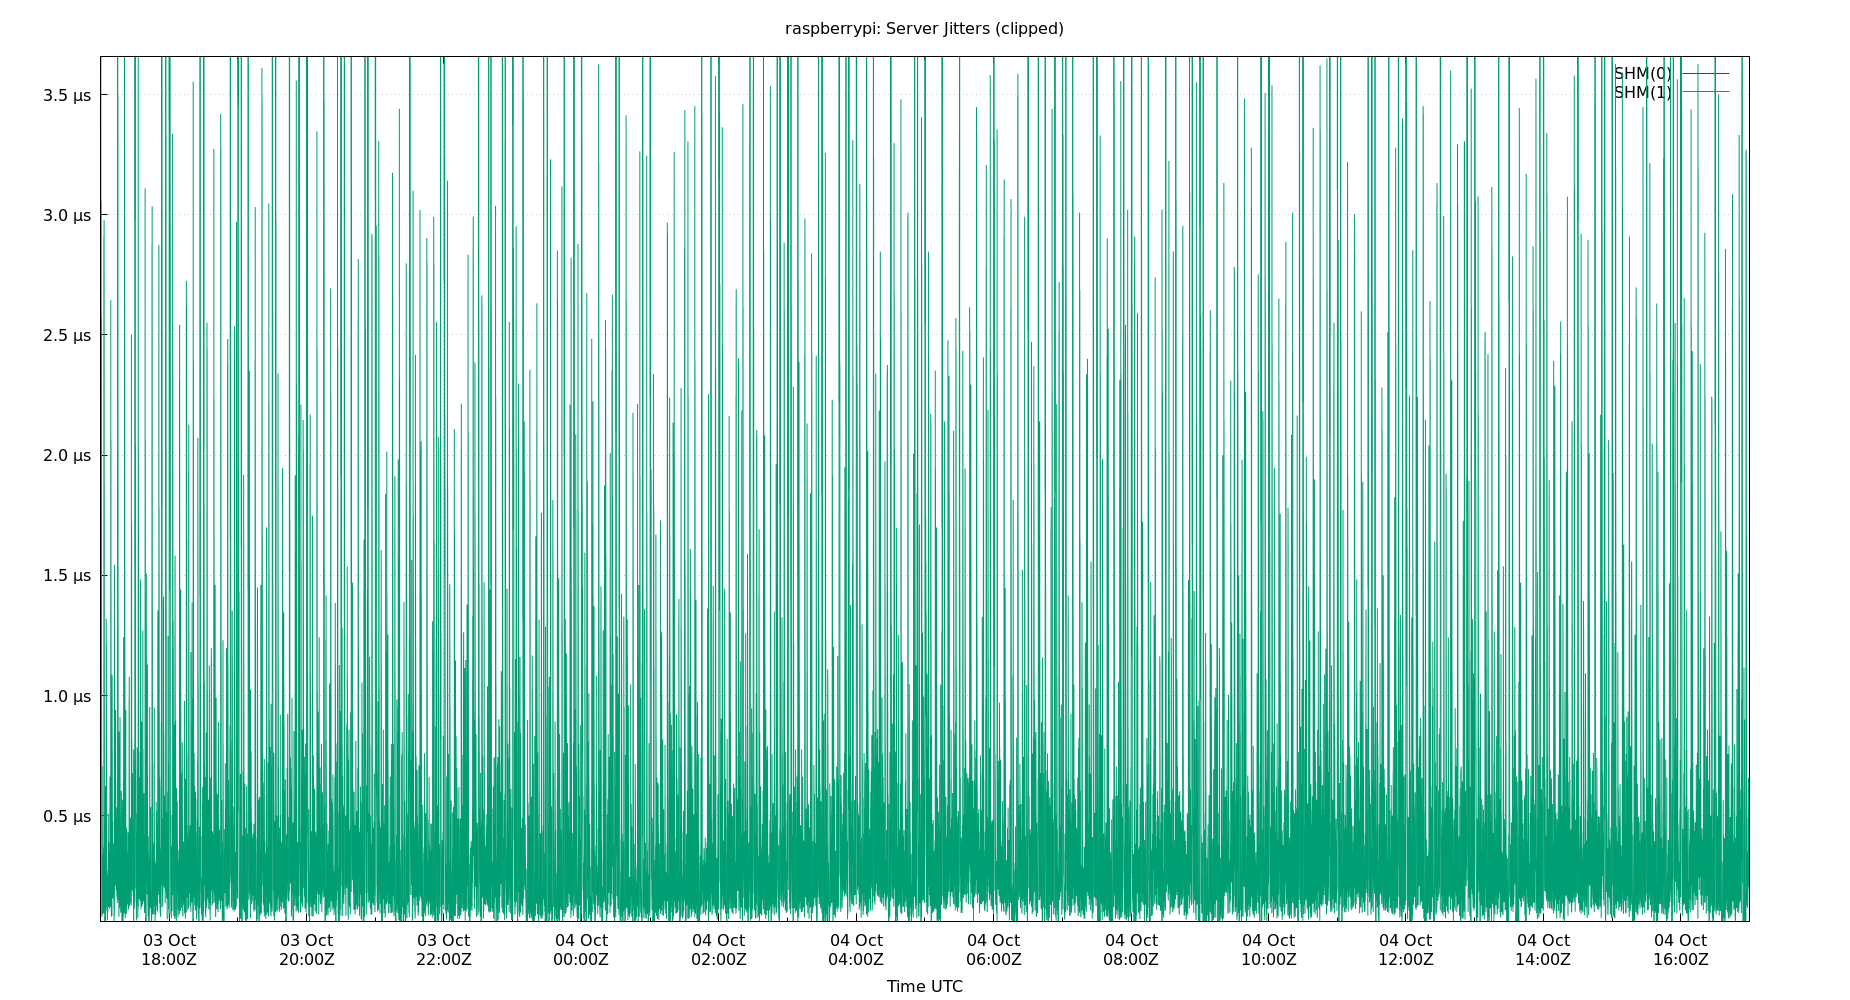 raspberrypi: Server Jitters (clipped)
SHM(0)
SHM(1)
3.5 µs
3.0 µs
2.5 µs
2.0 µs
1.5 µs
1.0 µs
0.5 µs
03 Oct 03 Oct 03 Oct 04 Oct 04 Oct 04 Oct 04 Oct 04 Oct 04 Oct 04 Oct 04 Oct 04 Oct
18:00Z 20:00Z 22:00Z 00:00Z 02:00Z 04:00Z 06:00Z 08:00Z 10:00Z 12:00Z 14:00Z 16:00Z
Time UTC